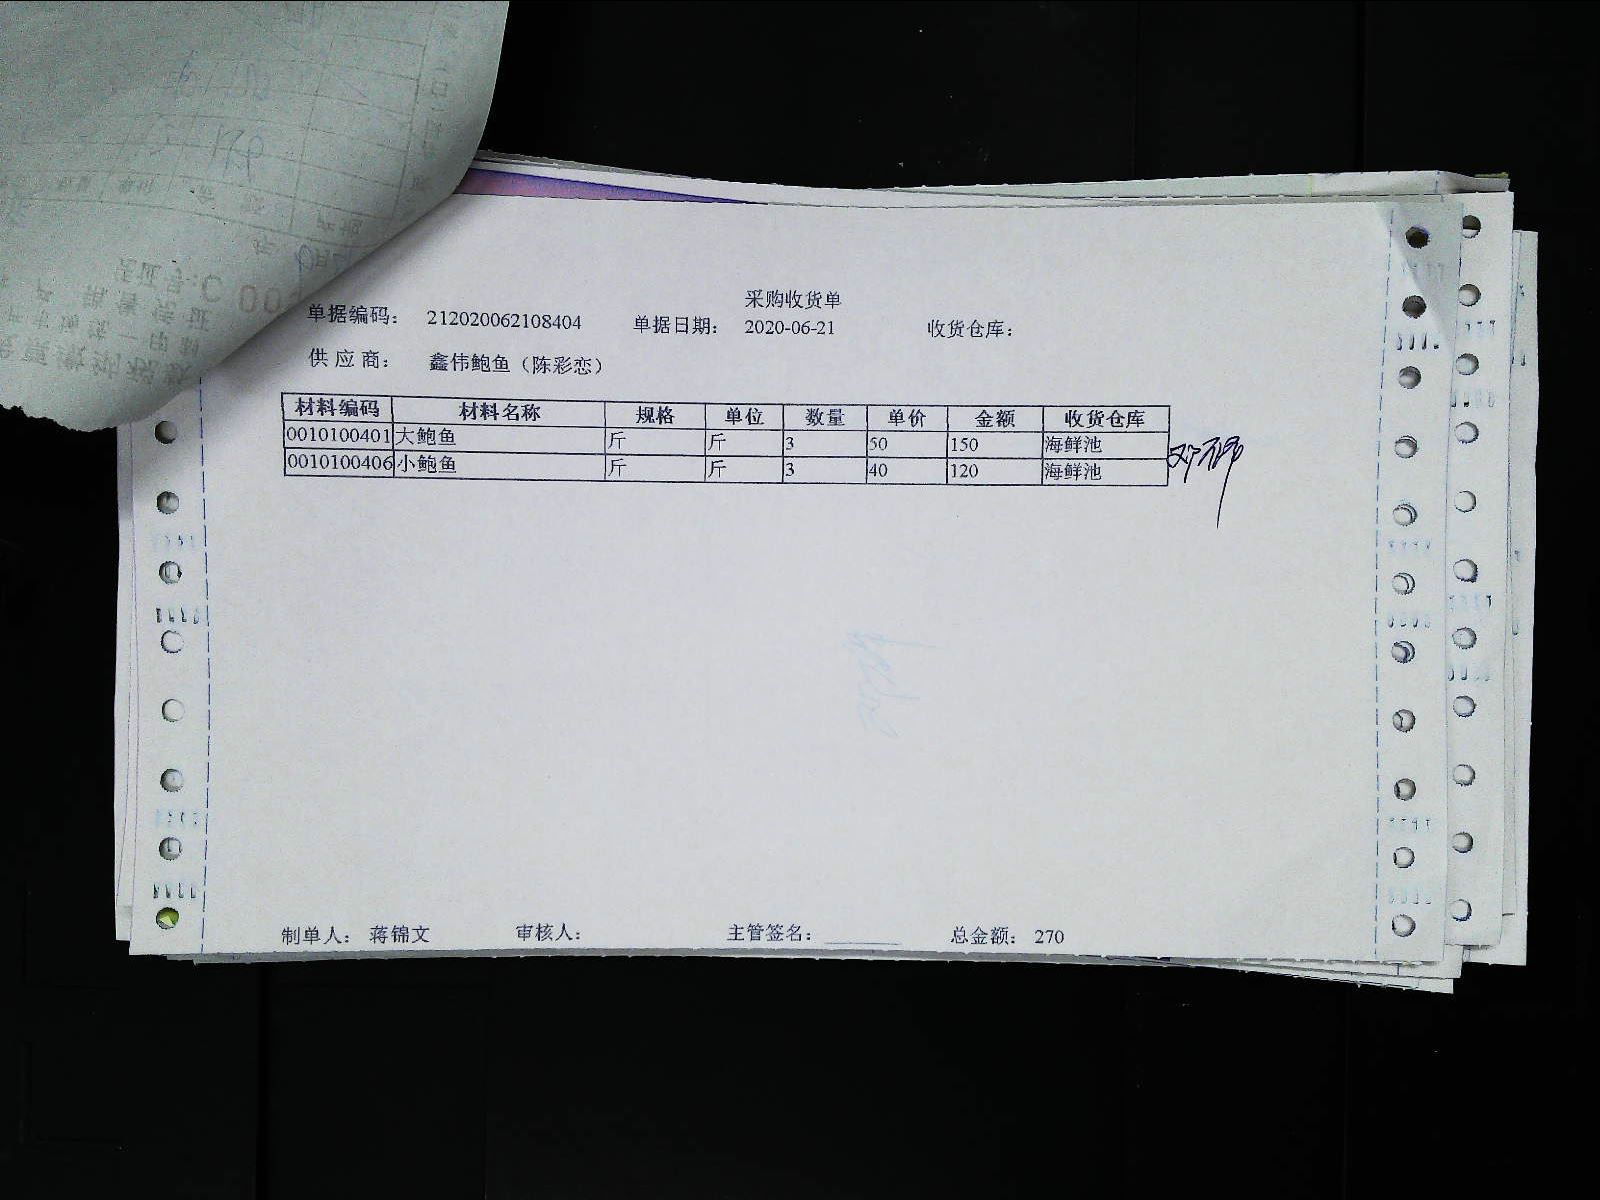 采购收货单
单据编码： 212020062108404 单据日期： 2020-06-21 收货仓库：
供 应 商： 鑫伟鲍鱼（陈彩恋）
材料编码 材料名称 规格 单位 数量 单价 金额 收货仓库
0010100401 大鲍鱼 斤 斤 3 50 150 海鲜池
0010100406 小鲍鱼 斤 斤 3 40 120 海鲜池
制单人： 蒋锦文 审核人： 主管签名： 总金额： 270